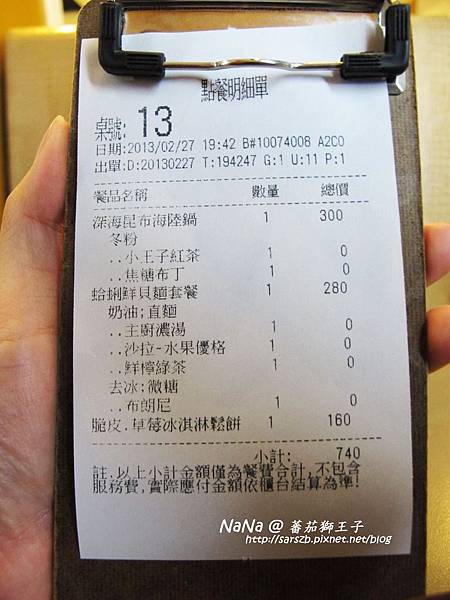 點餐明細單
桌號: 13
日期:2013/02/27 19:42 B#10074008 A2C0
出單:D:20130227 T:194247 G:1 U:11 P:1
餐品名稱 數量 總價
深海昆布海陸鍋 1 300
冬粉
..小王子紅茶 1 0
..焦糖布丁 1 0
蛤蜊鮮貝麵套餐 1 280
奶油;直麵
..主廚濃湯 1 0
..沙拉-水果優格 1 0
..鮮檸綠茶 1 0
去冰;微糖
..布朗尼 1 0
脆皮.草莓冰淇淋鬆餅 1 160
小計: 740
註.以上小計金額僅為餐費合計,不包含
服務費,實際應付金額依櫃台結算為準!
NaNa @ 蕃茄獅王子
http://sarszb.pixnet.net/blog